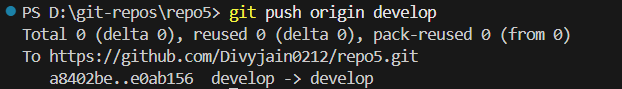 PS D:\git-repos\repo5> git push origin develop
Total 0 (delta 0), reused 0 (delta 0), pack-reused 0 (from 0)
To https://github.com/Divyjain0212/repo5.git
   a8402be..e0ab156  develop -> develop